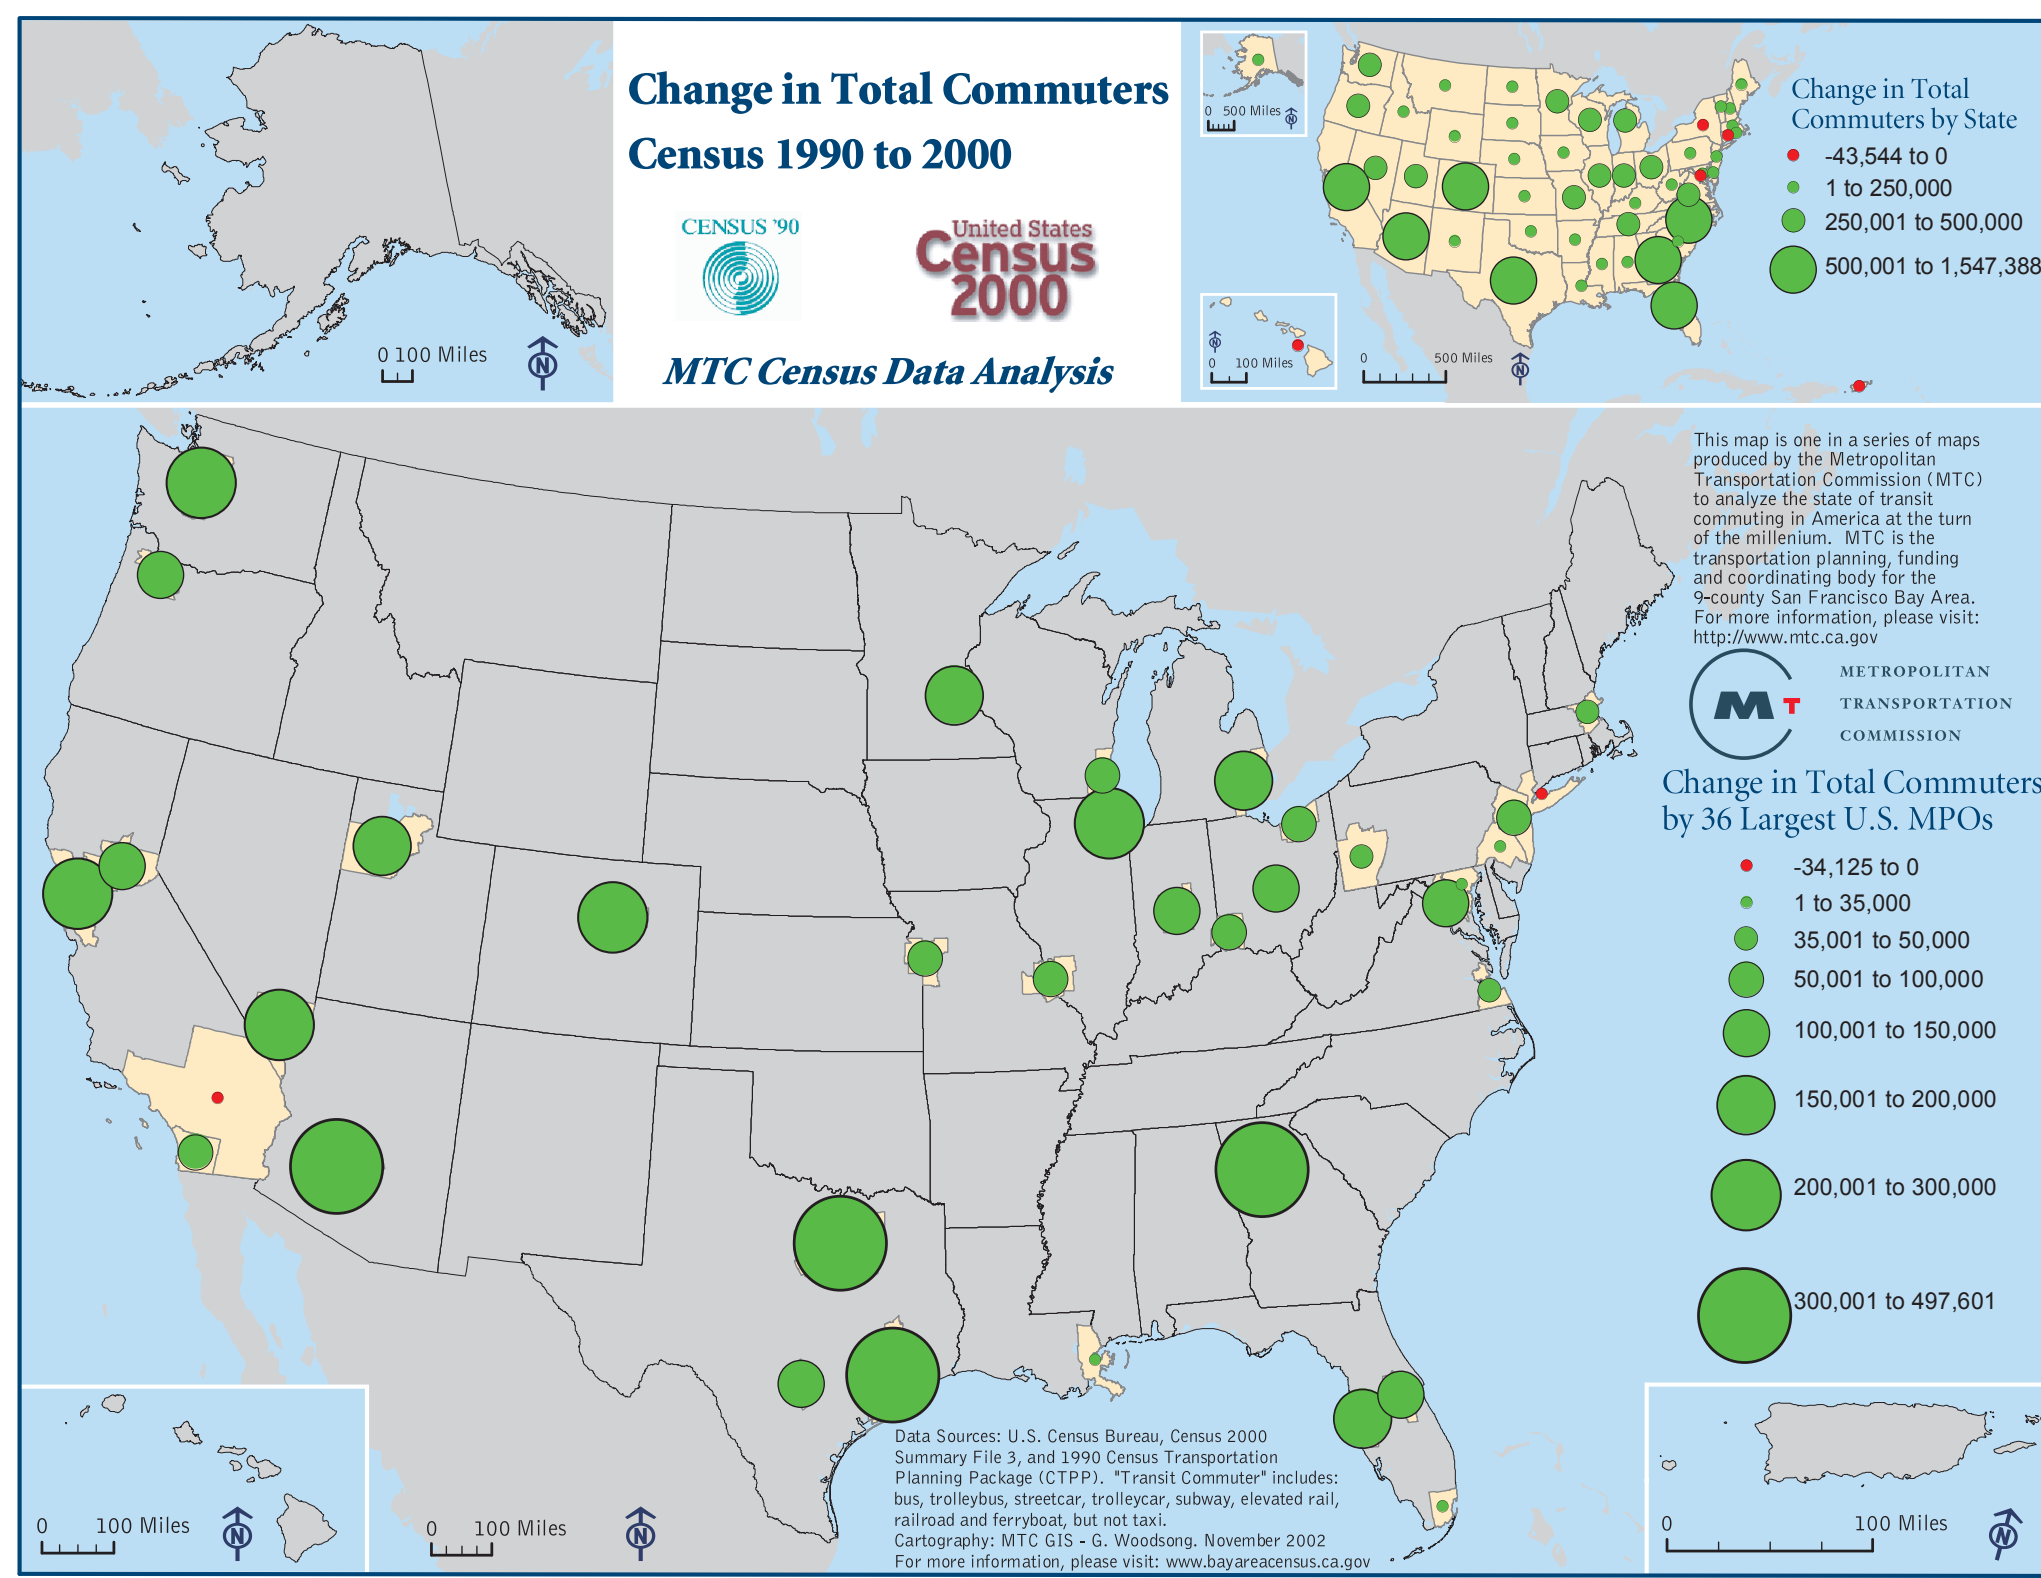 Change in Total Commuters
Census 1990 to 2000
CENSUS '90
United States
Census
2000
MTC Census Data Analysis
0 100 Miles
N
0 500 Miles
N
N
0 100 Miles
0 500 Miles
N
Change in Total
Commuters by State
-43,544 to 0
1 to 250,000
250,001 to 500,000
500,001 to 1,547,388
This map is one in a series of maps
produced by the Metropolitan
Transportation Commission (MTC)
to analyze the state of transit
commuting in America at the turn
of the millenium. MTC is the
transportation planning, funding
and coordinating body for the
9-county San Francisco Bay Area.
For more information, please visit:
http://www.mtc.ca.gov
M T
METROPOLITAN
TRANSPORTATION
COMMISSION
Change in Total Commuters
by 36 Largest U.S. MPOs
-34,125 to 0
1 to 35,000
35,001 to 50,000
50,001 to 100,000
100,001 to 150,000
150,001 to 200,000
200,001 to 300,000
300,001 to 497,601
0 100 Miles
N
0 100 Miles
N
Data Sources: U.S. Census Bureau, Census 2000
Summary File 3, and 1990 Census Transportation
Planning Package (CTPP). "Transit Commuter" includes:
bus, trolleybus, streetcar, trolleycar, subway, elevated rail,
railroad and ferryboat, but not taxi.
Cartography: MTC GIS - G. Woodsong. November 2002
For more information, please visit: www.bayareacensus.ca.gov
0 100 Miles
N